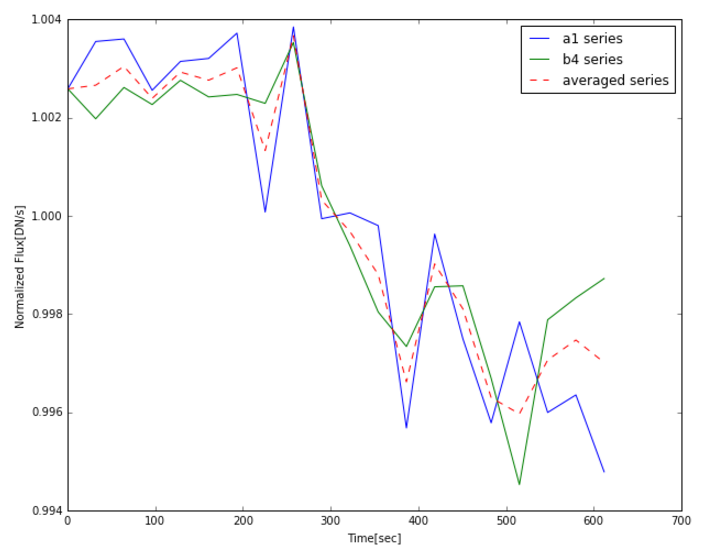 1.004
1.002
1.000
0.998
0.996
0.994
Normalized Flux[DN/s]
a1 series
b4 series
averaged series
0 100 200 300 400 500 600 700
Time[sec]